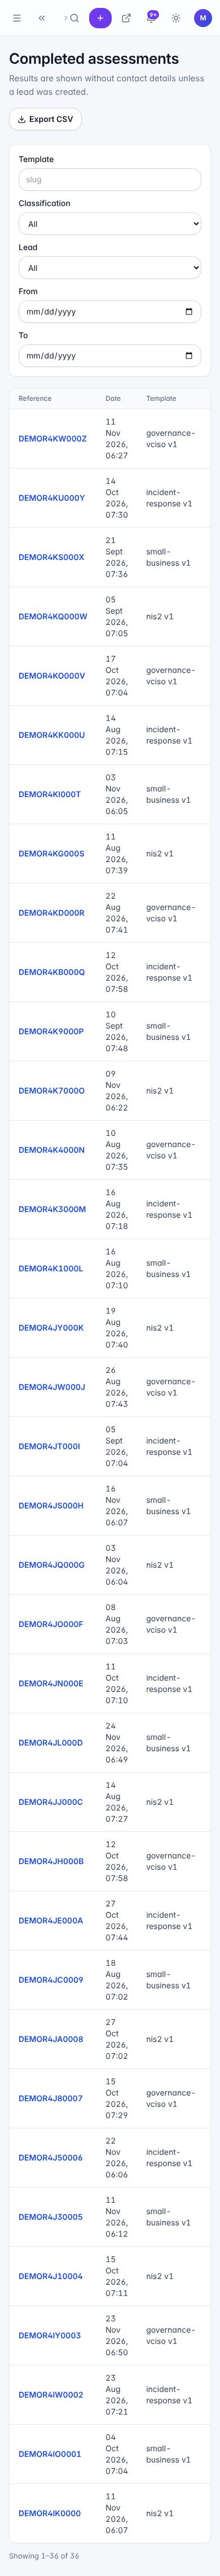 9+
M
Completed assessments
Results are shown without contact details unless
a lead was created.
Export CSV
Template
slug
Classification
All
Lead
All
From
mm/dd/yyyy
To
mm/dd/yyyy
Reference Date Template
DEMOR4KW000Z 11 Nov 2026, 06:27 governance-vciso v1
DEMOR4KU000Y 14 Oct 2026, 07:30 incident-response v1
DEMOR4KS000X 21 Sept 2026, 07:36 small-business v1
DEMOR4KQ000W 05 Sept 2026, 07:05 nis2 v1
DEMOR4KO000V 17 Oct 2026, 07:04 governance-vciso v1
DEMOR4KK000U 14 Aug 2026, 07:15 incident-response v1
DEMOR4KI000T 03 Nov 2026, 06:05 small-business v1
DEMOR4KG000S 11 Aug 2026, 07:39 nis2 v1
DEMOR4KD000R 22 Aug 2026, 07:41 governance-vciso v1
DEMOR4KB000Q 12 Oct 2026, 07:58 incident-response v1
DEMOR4K9000P 10 Sept 2026, 07:48 small-business v1
DEMOR4K7000O 09 Nov 2026, 06:22 nis2 v1
DEMOR4K4000N 10 Aug 2026, 07:35 governance-vciso v1
DEMOR4K3000M 16 Aug 2026, 07:18 incident-response v1
DEMOR4K1000L 16 Aug 2026, 07:10 small-business v1
DEMOR4JY000K 19 Aug 2026, 07:40 nis2 v1
DEMOR4JW000J 26 Aug 2026, 07:43 governance-vciso v1
DEMOR4JT000I 05 Sept 2026, 07:04 incident-response v1
DEMOR4JS000H 16 Nov 2026, 06:07 small-business v1
DEMOR4JQ000G 03 Nov 2026, 06:04 nis2 v1
DEMOR4JO000F 08 Aug 2026, 07:03 governance-vciso v1
DEMOR4JN000E 11 Oct 2026, 07:10 incident-response v1
DEMOR4JL000D 24 Nov 2026, 06:49 small-business v1
DEMOR4JJ000C 14 Aug 2026, 07:27 nis2 v1
DEMOR4JH000B 12 Oct 2026, 07:58 governance-vciso v1
DEMOR4JE000A 27 Oct 2026, 07:44 incident-response v1
DEMOR4JC0009 18 Aug 2026, 07:02 small-business v1
DEMOR4JA0008 27 Oct 2026, 07:02 nis2 v1
DEMOR4J80007 15 Oct 2026, 07:29 governance-vciso v1
DEMOR4J50006 22 Nov 2026, 06:06 incident-response v1
DEMOR4J30005 11 Nov 2026, 06:12 small-business v1
DEMOR4J10004 15 Oct 2026, 07:11 nis2 v1
DEMOR4IY0003 23 Nov 2026, 06:50 governance-vciso v1
DEMOR4IW0002 23 Aug 2026, 07:21 incident-response v1
DEMOR4IO0001 04 Oct 2026, 07:04 small-business v1
DEMOR4IK0000 11 Nov 2026, 06:07 nis2 v1
Showing 1–36 of 36